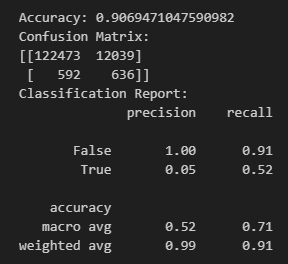 Accuracy: 0.9069471047590982
Confusion Matrix:
[[122473 12039]
[ 592 636]]
Classification Report:
precision recall
False 1.00 0.91
True 0.05 0.52
accuracy
macro avg 0.52 0.71
weighted avg 0.99 0.91